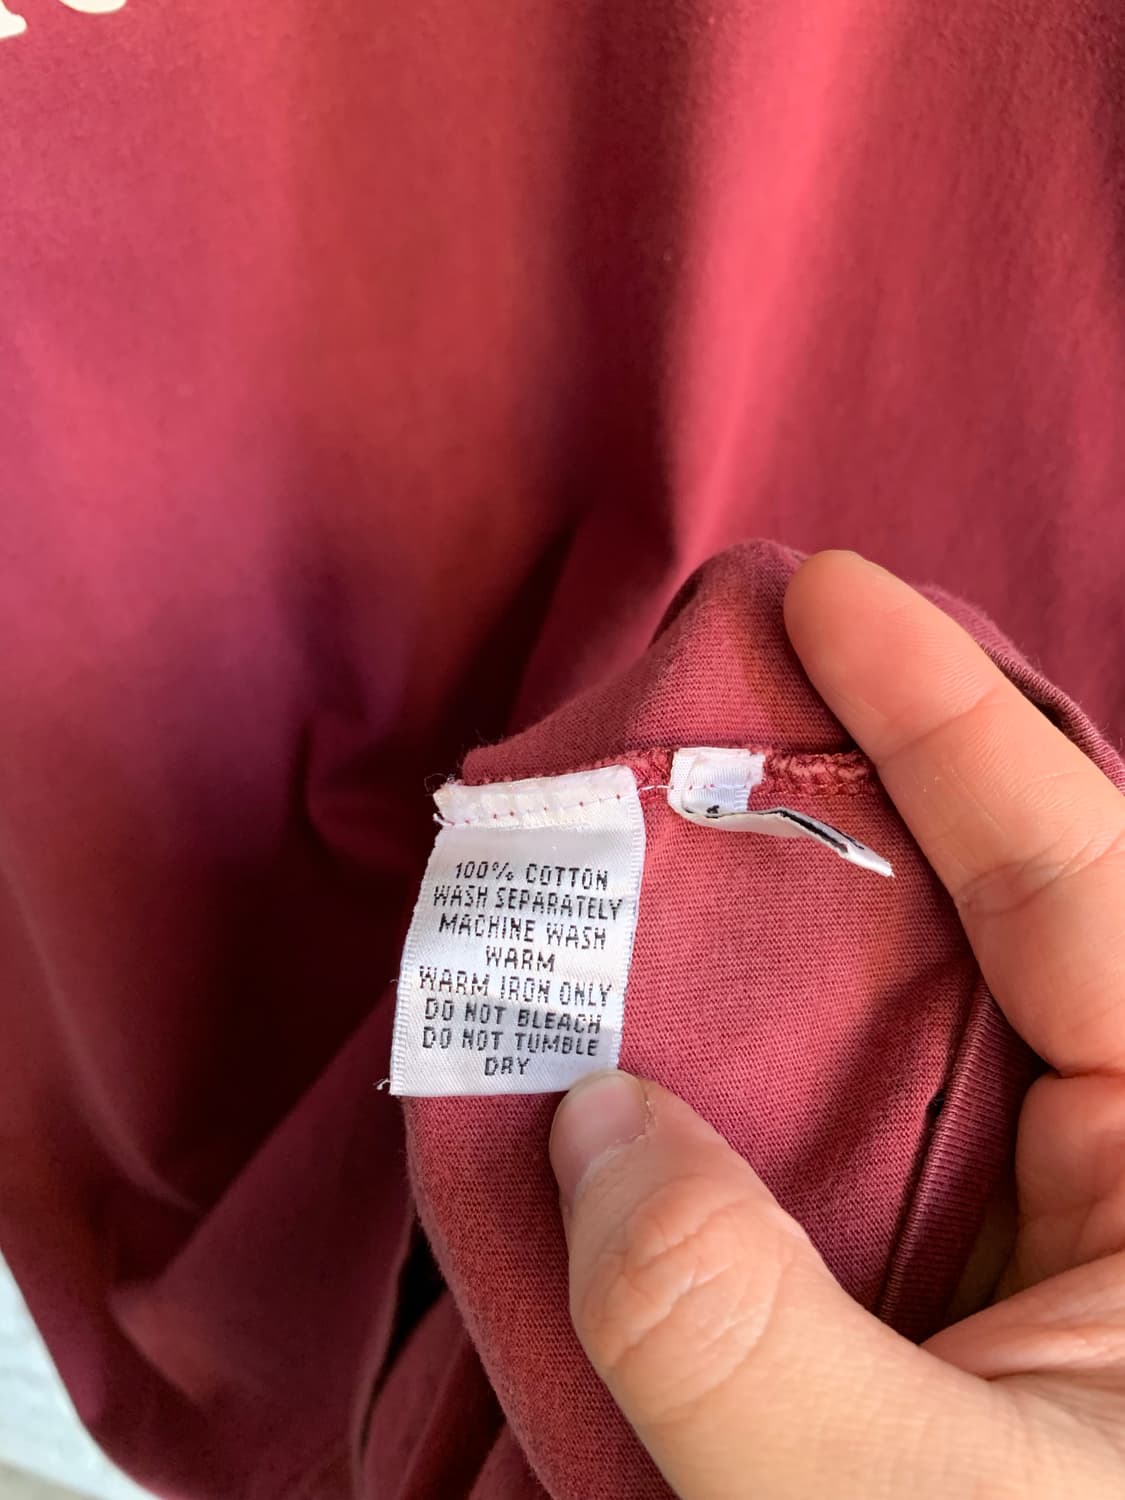 100% COTTON
WASH SEPARATELY
MACHINE WASH
WARM
WARM IRON ONLY
DO NOT BLEACH
DO NOT TUMBLE
DRY